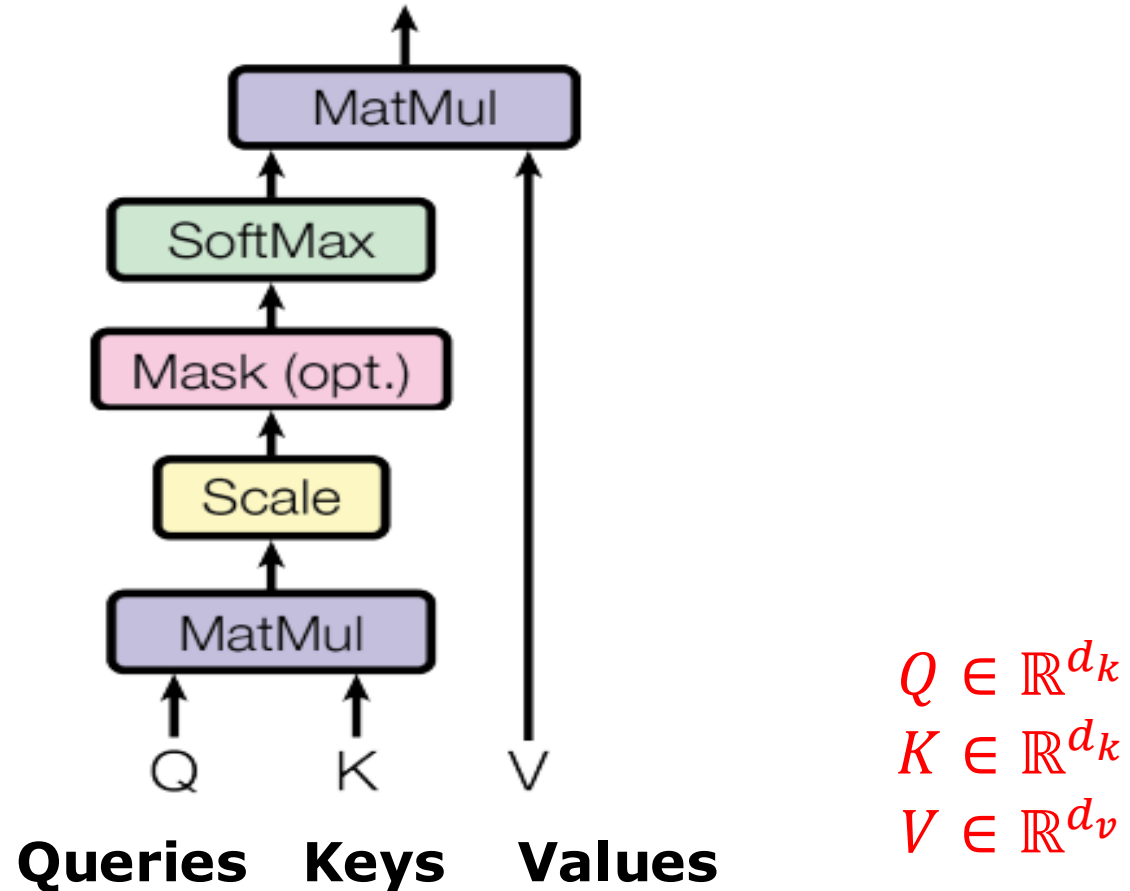 MatMul
SoftMax
Mask (opt.)
Scale
MatMul
Q K V
Queries Keys Values
Q ∈ ℝ^{d_k}
K ∈ ℝ^{d_k}
V ∈ ℝ^{d_v}